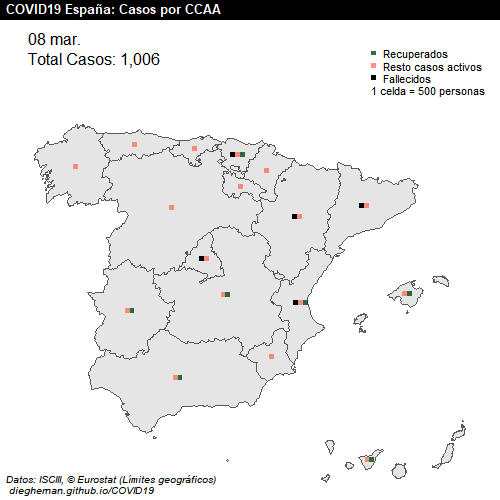 COVID19 España: Casos por CCAA
08 mar.
Total Casos: 1,006
Recuperados
Resto casos activos
Fallecidos
1 celda = 500 personas
Datos: ISCIII, © Eurostat (Límites geográficos)
diegheman.github.io/COVID19